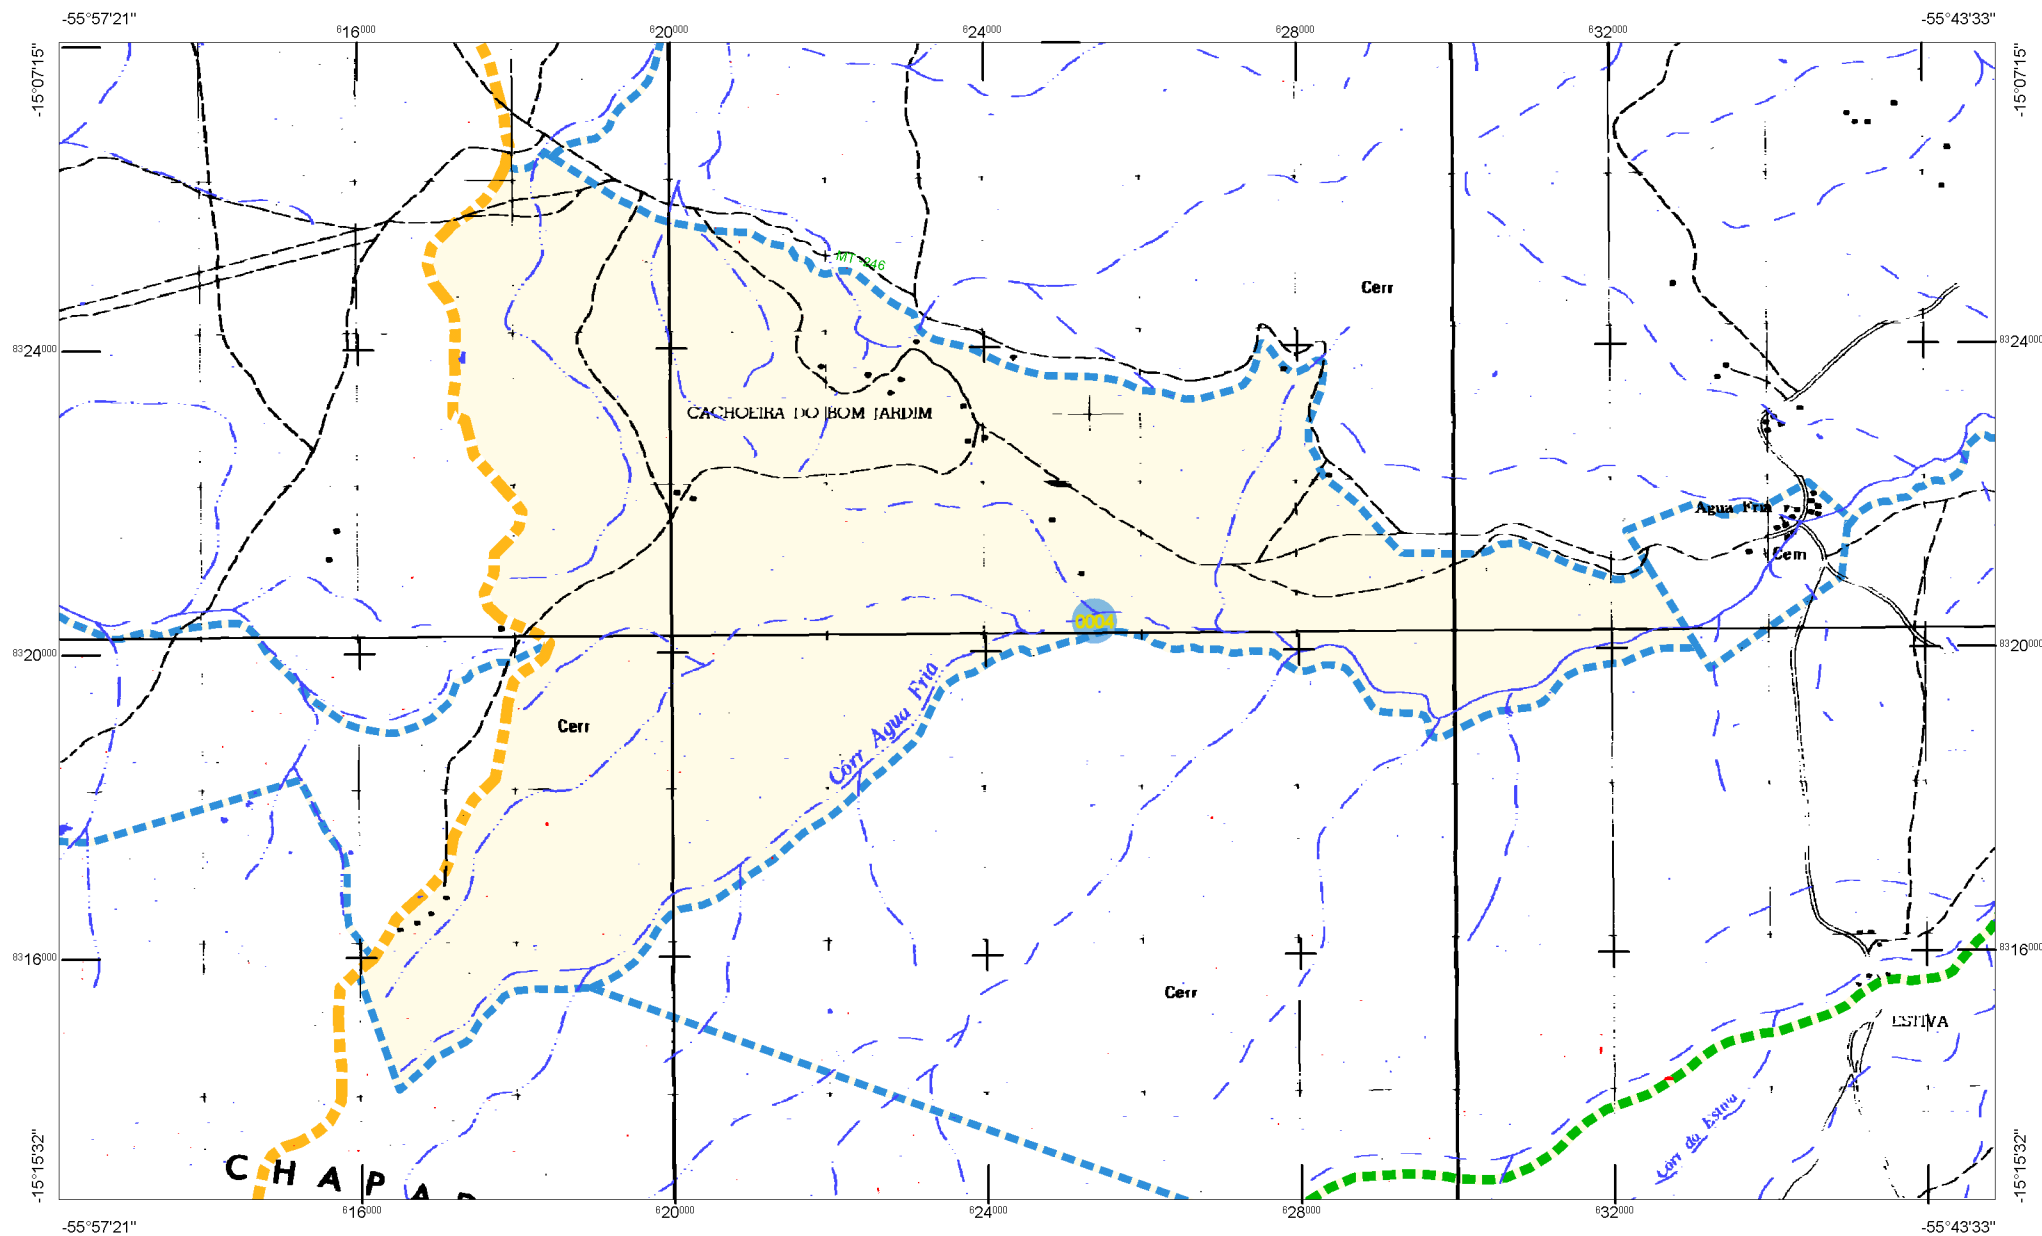 -55°57'21"
-55°43'33"
616000
620000
624000
628000
632000
-15°07'15"
-15°07'15"
MT-246
Cerr
8324000
8324000
CACHOEIRA DO BOM JARDIM
Agua Fria
Cem
0004
8320000
8320000
Córr Agua Fria
Cerr
8316000
8316000
Cerr
ESTIVA
Córr da Estiva
-15°15'32"
-15°15'32"
CHAPAD
616000
620000
624000
628000
632000
-55°57'21"
-55°43'33"